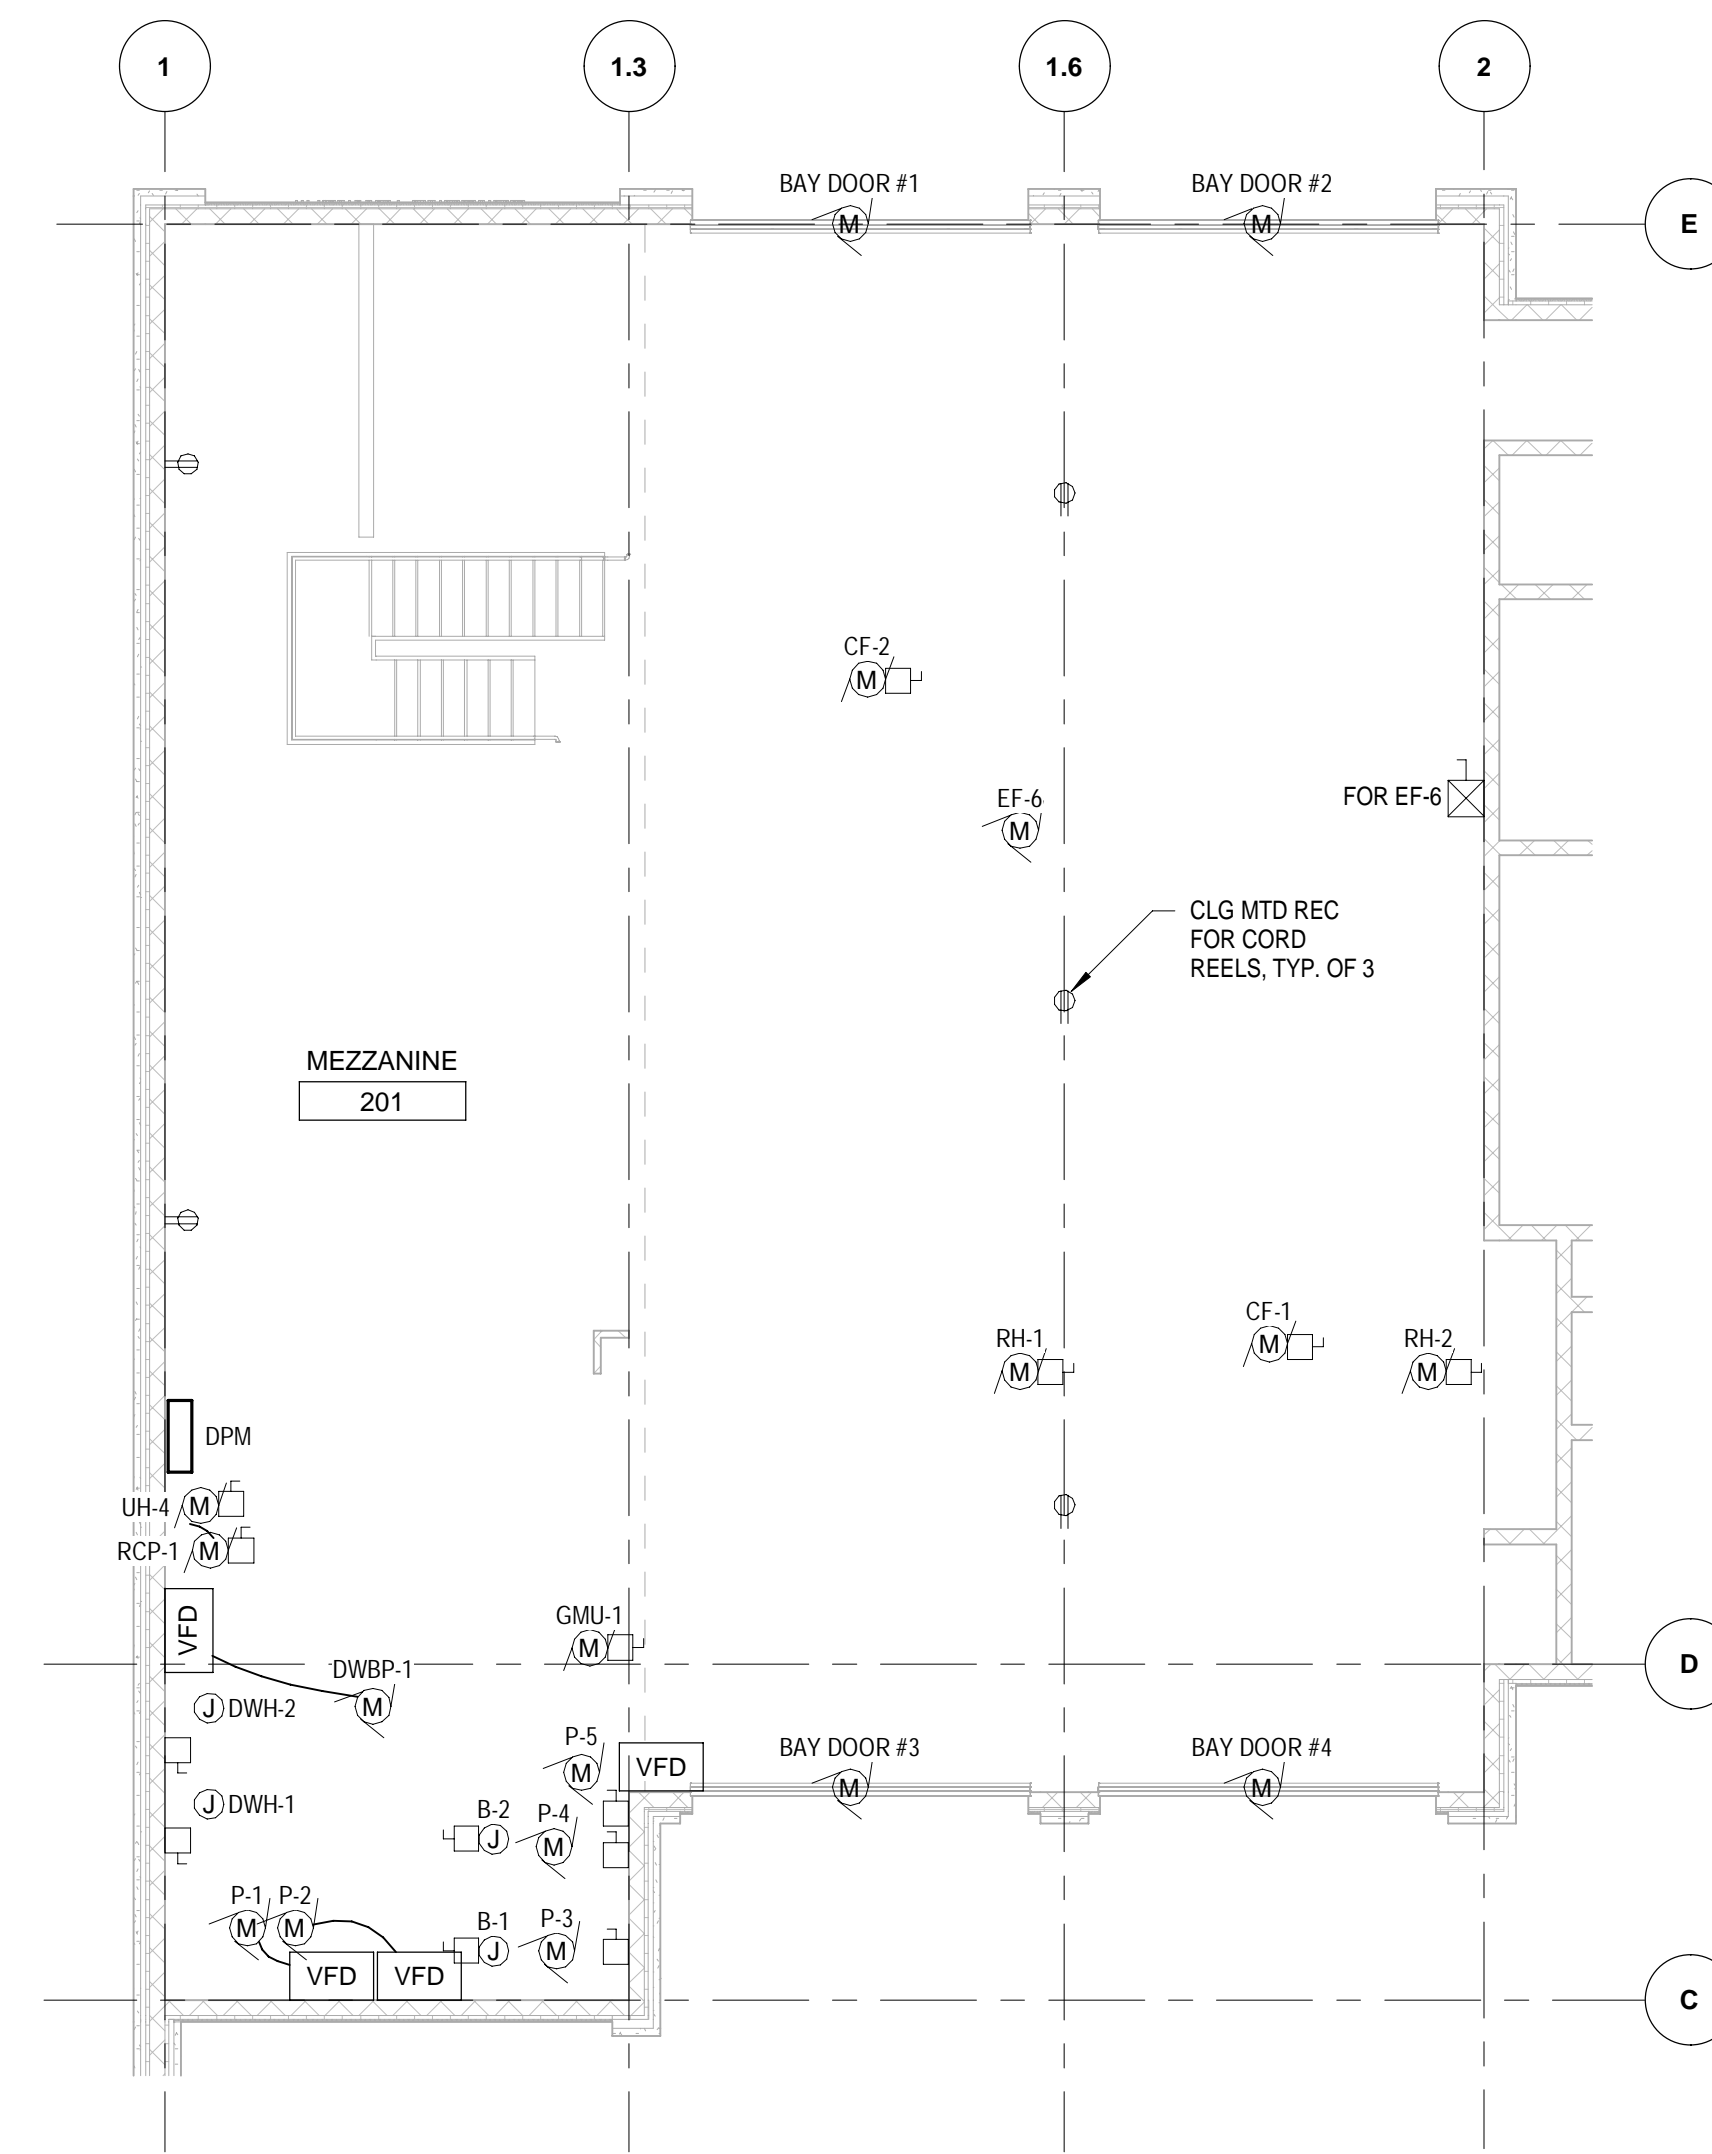 1
1.3
1.6
2
BAY DOOR #1
BAY DOOR #2
M
M
E
CF-2
M
EF-6
M
FOR EF-6
CLG MTD REC
FOR CORD
REELS, TYP. OF 3
MEZZANINE
201
RH-1
M
CF-1
M
RH-2
M
DPM
UH-4
M
RCP-1
M
VFD
GMU-1
M
D
DWBP-1
M
J
DWH-2
P-5
M
VFD
BAY DOOR #3
M
BAY DOOR #4
M
J
DWH-1
B-2
J
P-4
M
P-1
M
P-2
M
B-1
J
P-3
M
VFD
VFD
C